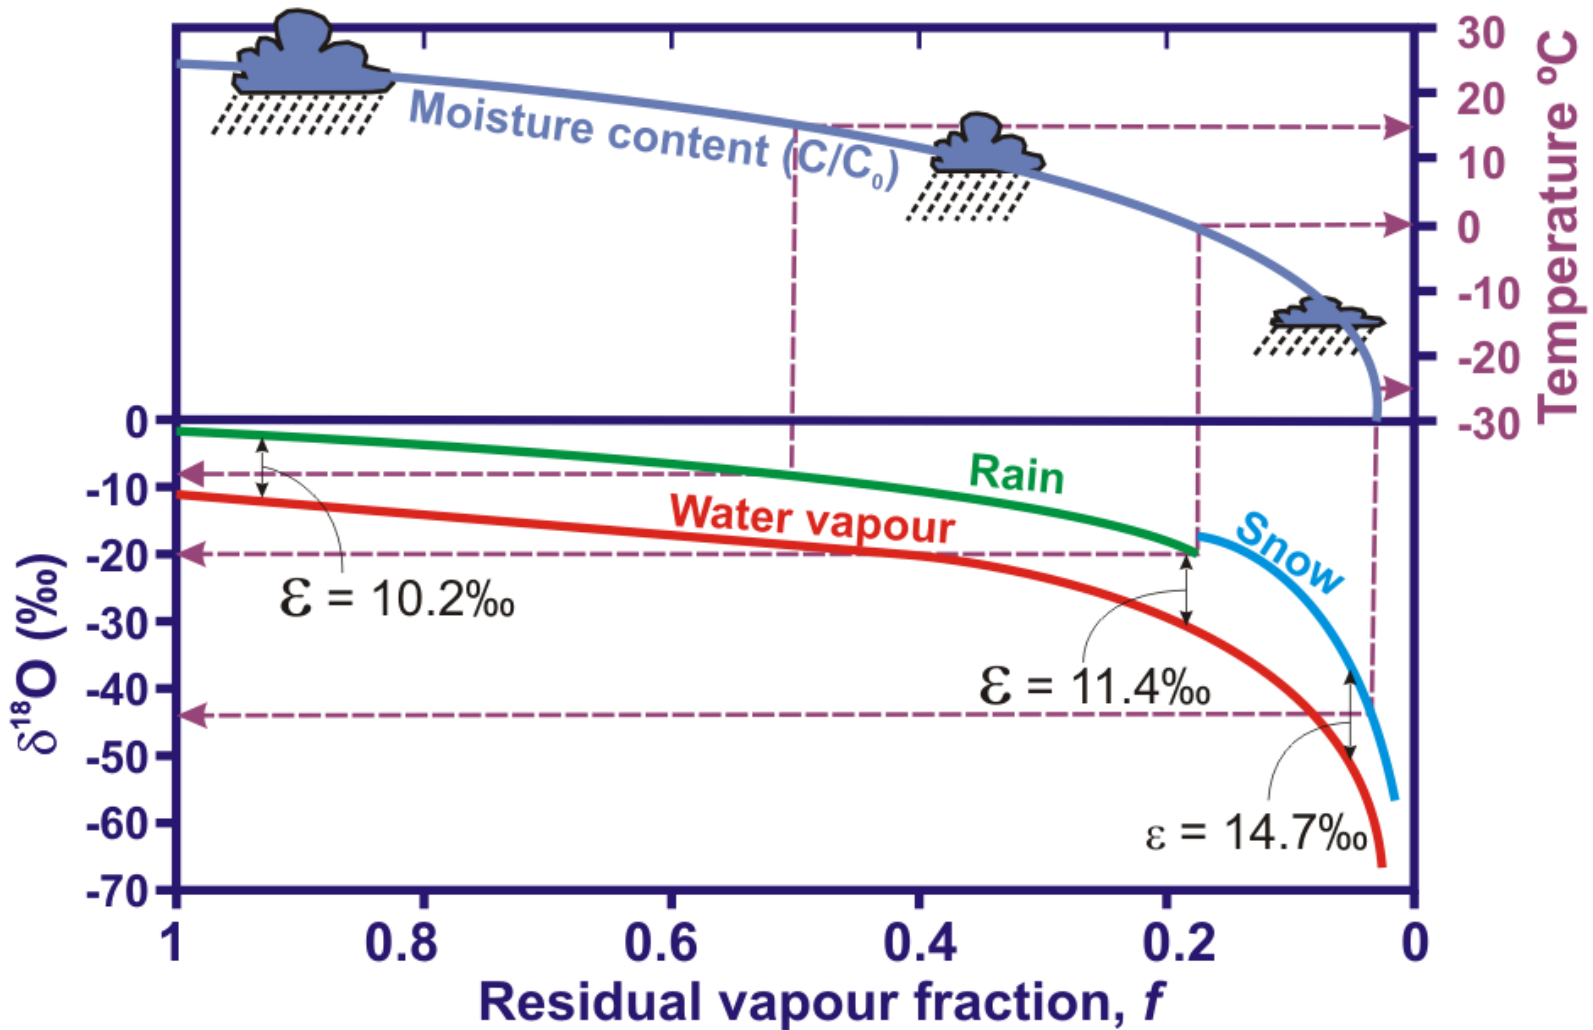 30
20
10
0
-10
-20
-30
Temperature ºC
Moisture content (C/C₀)
0
-10
-20
-30
-40
-50
-60
-70
δ¹⁸O (‰)
Rain
Water vapour
Snow
ε = 10.2‰
ε = 11.4‰
ε = 14.7‰
1 0.8 0.6 0.4 0.2 0
Residual vapour fraction, f